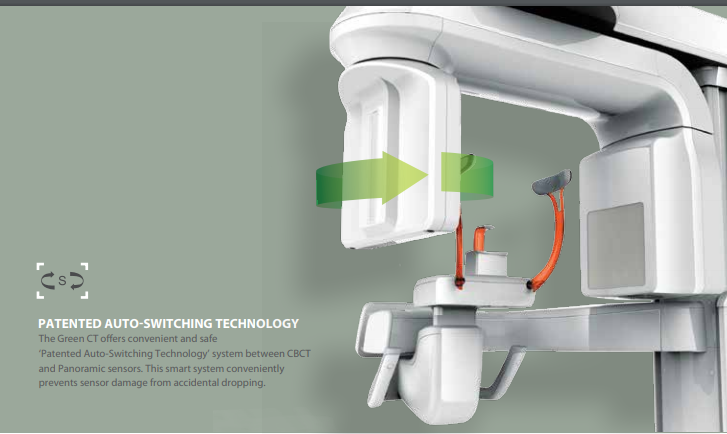 S
PATENTED AUTO-SWITCHING TECHNOLOGY
The Green CT offers convenient and safe
‘Patented Auto-Switching Technology’ system between CBCT
and Panoramic sensors. This smart system conveniently
prevents sensor damage from accidental dropping.